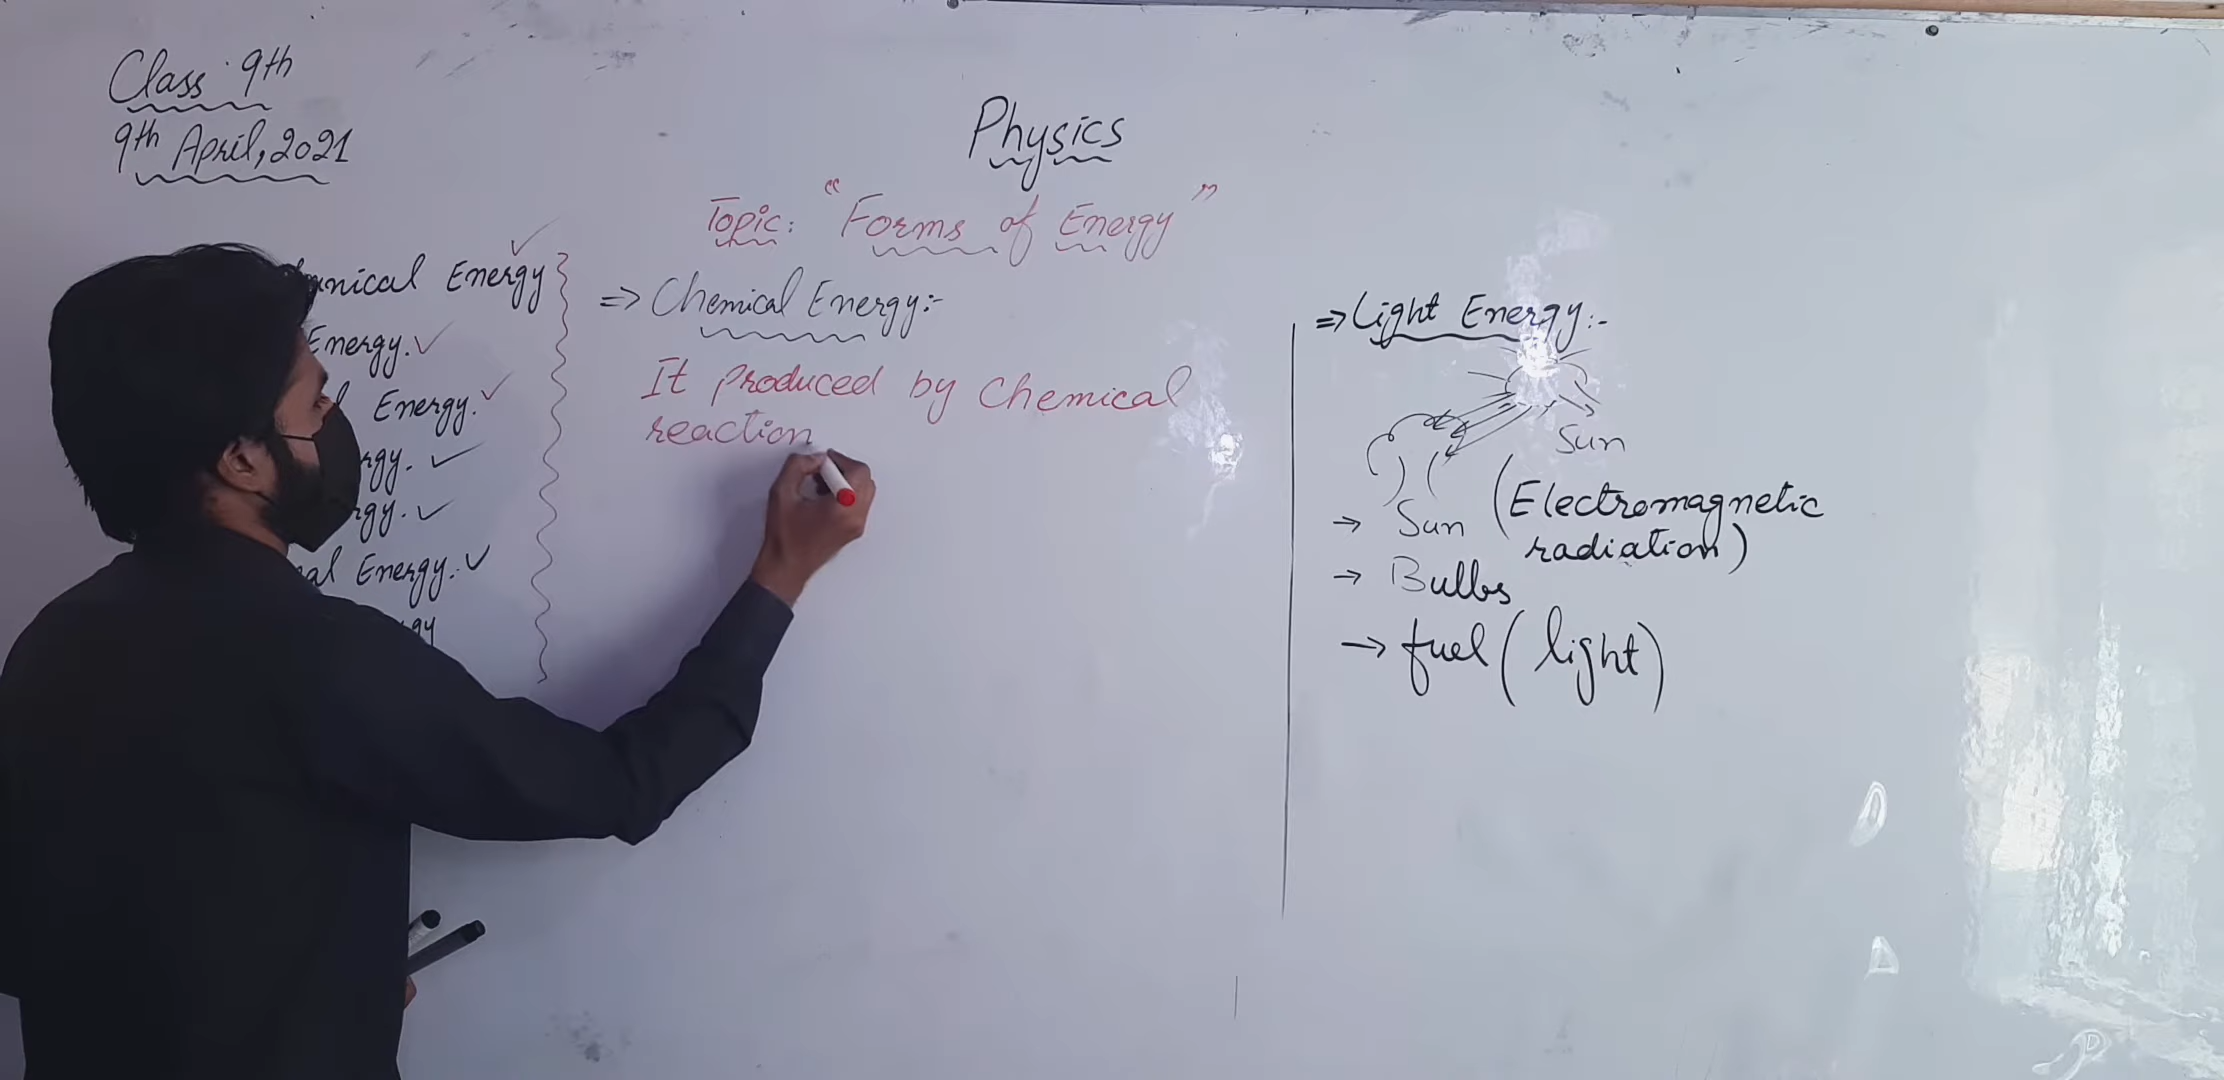 Class 9th
9th April, 2021
Physics
Topic: "Forms of Energy"
Energy
Energy.
Energy.
Energy.
=> Chemical Energy:-
It produced by Chemical
reaction
=> Light Energy:-
Sun
→ Sun (Electromagnetic
radiation)
→ Bulbs
→ fuel (light)